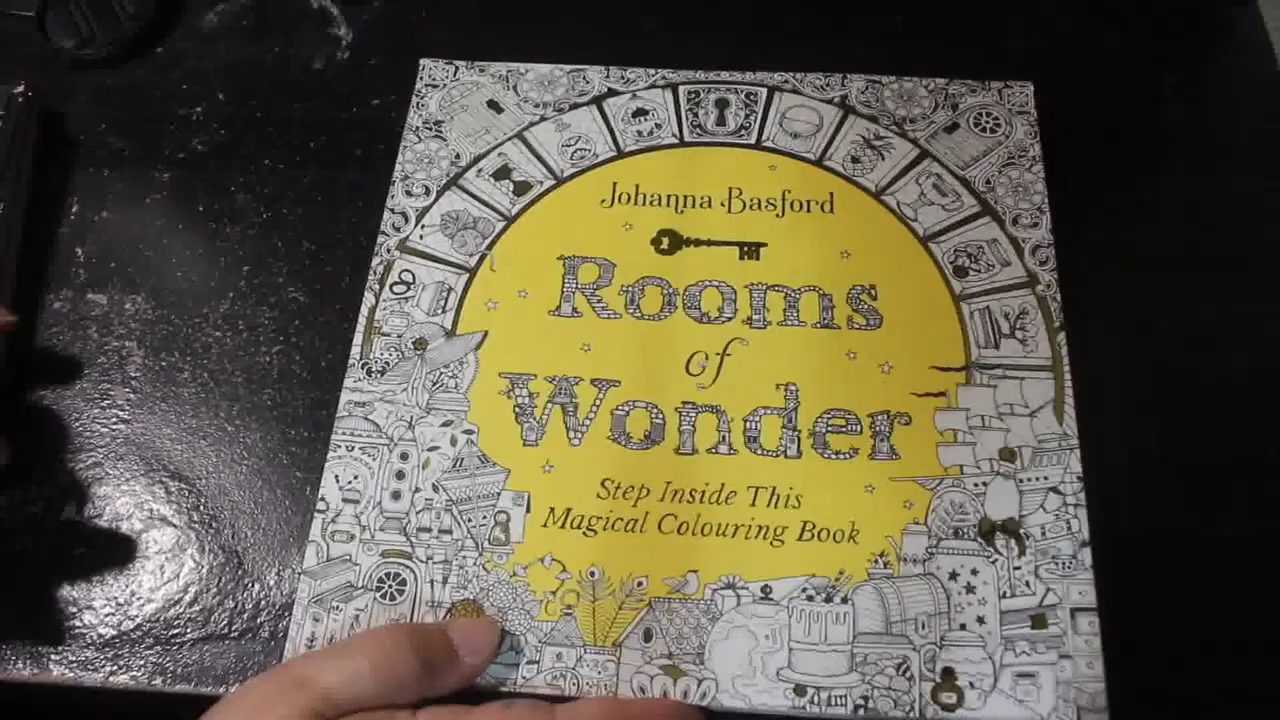 Johanna Basford
Rooms
of
Wonder
Step Inside This
Magical Colouring Book